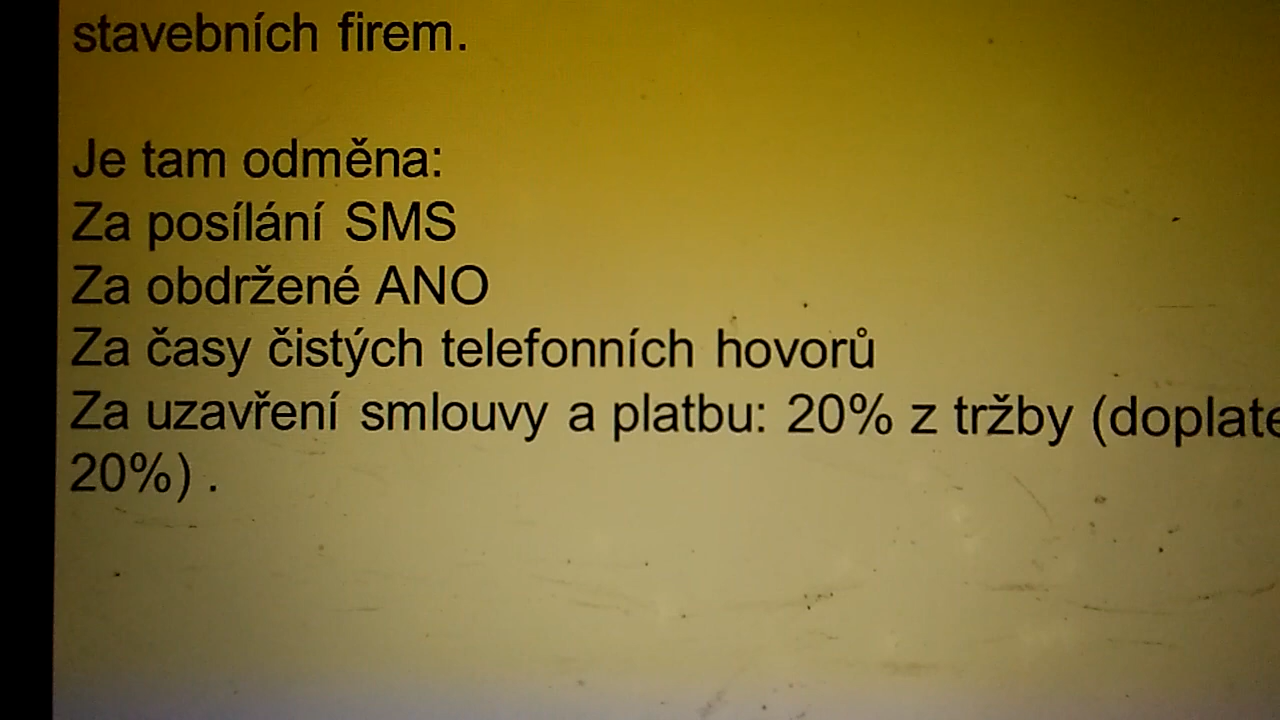 stavebních firem.
Je tam odměna:
Za posílání SMS
Za obdržené ANO
Za časy čistých telefonních hovorů
Za uzavření smlouvy a platbu: 20% z tržby
20%) .